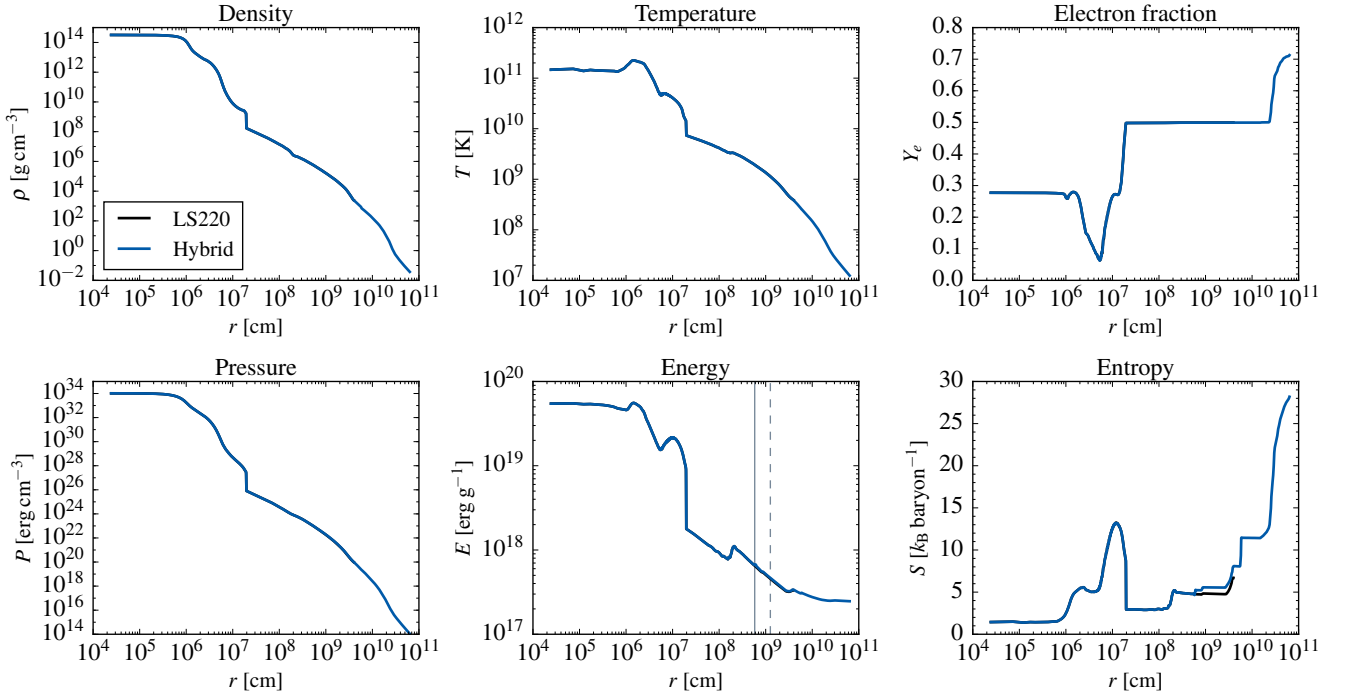 Density
10^14
10^12
10^10
10^8
10^6
10^4
10^2
10^0
10^−2
ρ [g cm^−3]
LS220
Hybrid
10^4 10^5 10^6 10^7 10^8 10^9 10^10 10^11
r [cm]
Temperature
10^12
10^11
10^10
10^9
10^8
10^7
T [K]
10^4 10^5 10^6 10^7 10^8 10^9 10^10 10^11
r [cm]
Electron fraction
0.8
0.7
0.6
0.5
0.4
0.3
0.2
0.1
0.0
Y_e
10^4 10^5 10^6 10^7 10^8 10^9 10^10 10^11
r [cm]
Pressure
10^34
10^32
10^30
10^28
10^26
10^24
10^22
10^20
10^18
10^16
10^14
P [erg cm^−3]
10^4 10^5 10^6 10^7 10^8 10^9 10^10 10^11
r [cm]
Energy
10^20
10^19
10^18
10^17
E [erg g^−1]
10^4 10^5 10^6 10^7 10^8 10^9 10^10 10^11
r [cm]
Entropy
30
25
20
15
10
5
0
S [k_B baryon^−1]
10^4 10^5 10^6 10^7 10^8 10^9 10^10 10^11
r [cm]